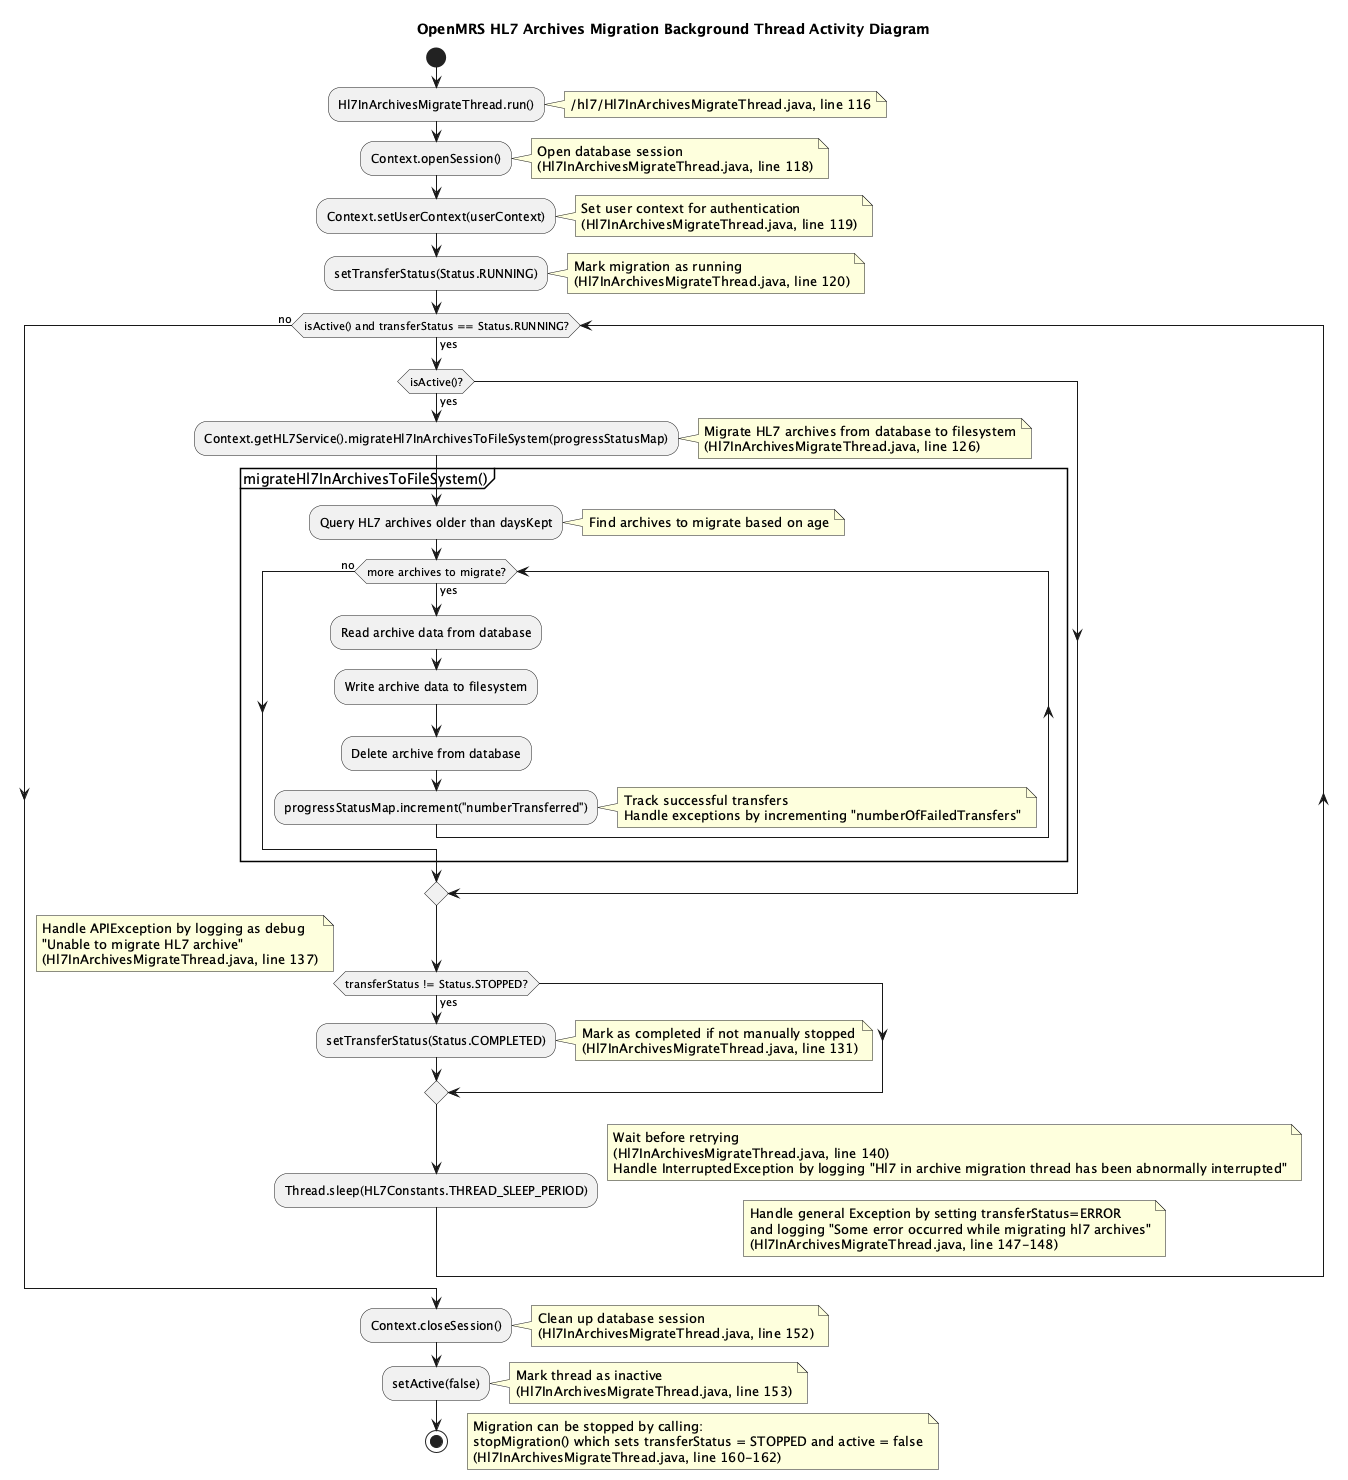 OpenMRS HL7 Archives Migration Background Thread Activity Diagram
Hl7InArchivesMigrateThread.run()
/hl7/Hl7InArchivesMigrateThread.java, line 116
Context.openSession()
Open database session
(Hl7InArchivesMigrateThread.java, line 118)
Context.setUserContext(userContext)
Set user context for authentication
(Hl7InArchivesMigrateThread.java, line 119)
setTransferStatus(Status.RUNNING)
Mark migration as running
(Hl7InArchivesMigrateThread.java, line 120)
no
isActive() and transferStatus == Status.RUNNING?
yes
isActive()?
yes
Context.getHL7Service().migrateHl7InArchivesToFileSystem(progressStatusMap)
Migrate HL7 archives from database to filesystem
(Hl7InArchivesMigrateThread.java, line 126)
migrateHl7InArchivesToFileSystem()
Query HL7 archives older than daysKept
Find archives to migrate based on age
no
more archives to migrate?
yes
Read archive data from database
Write archive data to filesystem
Delete archive from database
progressStatusMap.increment("numberTransferred")
Track successful transfers
Handle exceptions by incrementing "numberOfFailedTransfers"
Handle APIException by logging as debug
"Unable to migrate HL7 archive"
(Hl7InArchivesMigrateThread.java, line 137)
transferStatus != Status.STOPPED?
yes
setTransferStatus(Status.COMPLETED)
Mark as completed if not manually stopped
(Hl7InArchivesMigrateThread.java, line 131)
Wait before retrying
(Hl7InArchivesMigrateThread.java, line 140)
Handle InterruptedException by logging "Hl7 in archive migration thread has been abnormally interrupted"
Thread.sleep(HL7Constants.THREAD_SLEEP_PERIOD)
Handle general Exception by setting transferStatus=ERROR
and logging "Some error occurred while migrating hl7 archives"
(Hl7InArchivesMigrateThread.java, line 147-148)
Context.closeSession()
Clean up database session
(Hl7InArchivesMigrateThread.java, line 152)
setActive(false)
Mark thread as inactive
(Hl7InArchivesMigrateThread.java, line 153)
Migration can be stopped by calling:
stopMigration() which sets transferStatus = STOPPED and active = false
(Hl7InArchivesMigrateThread.java, line 160-162)